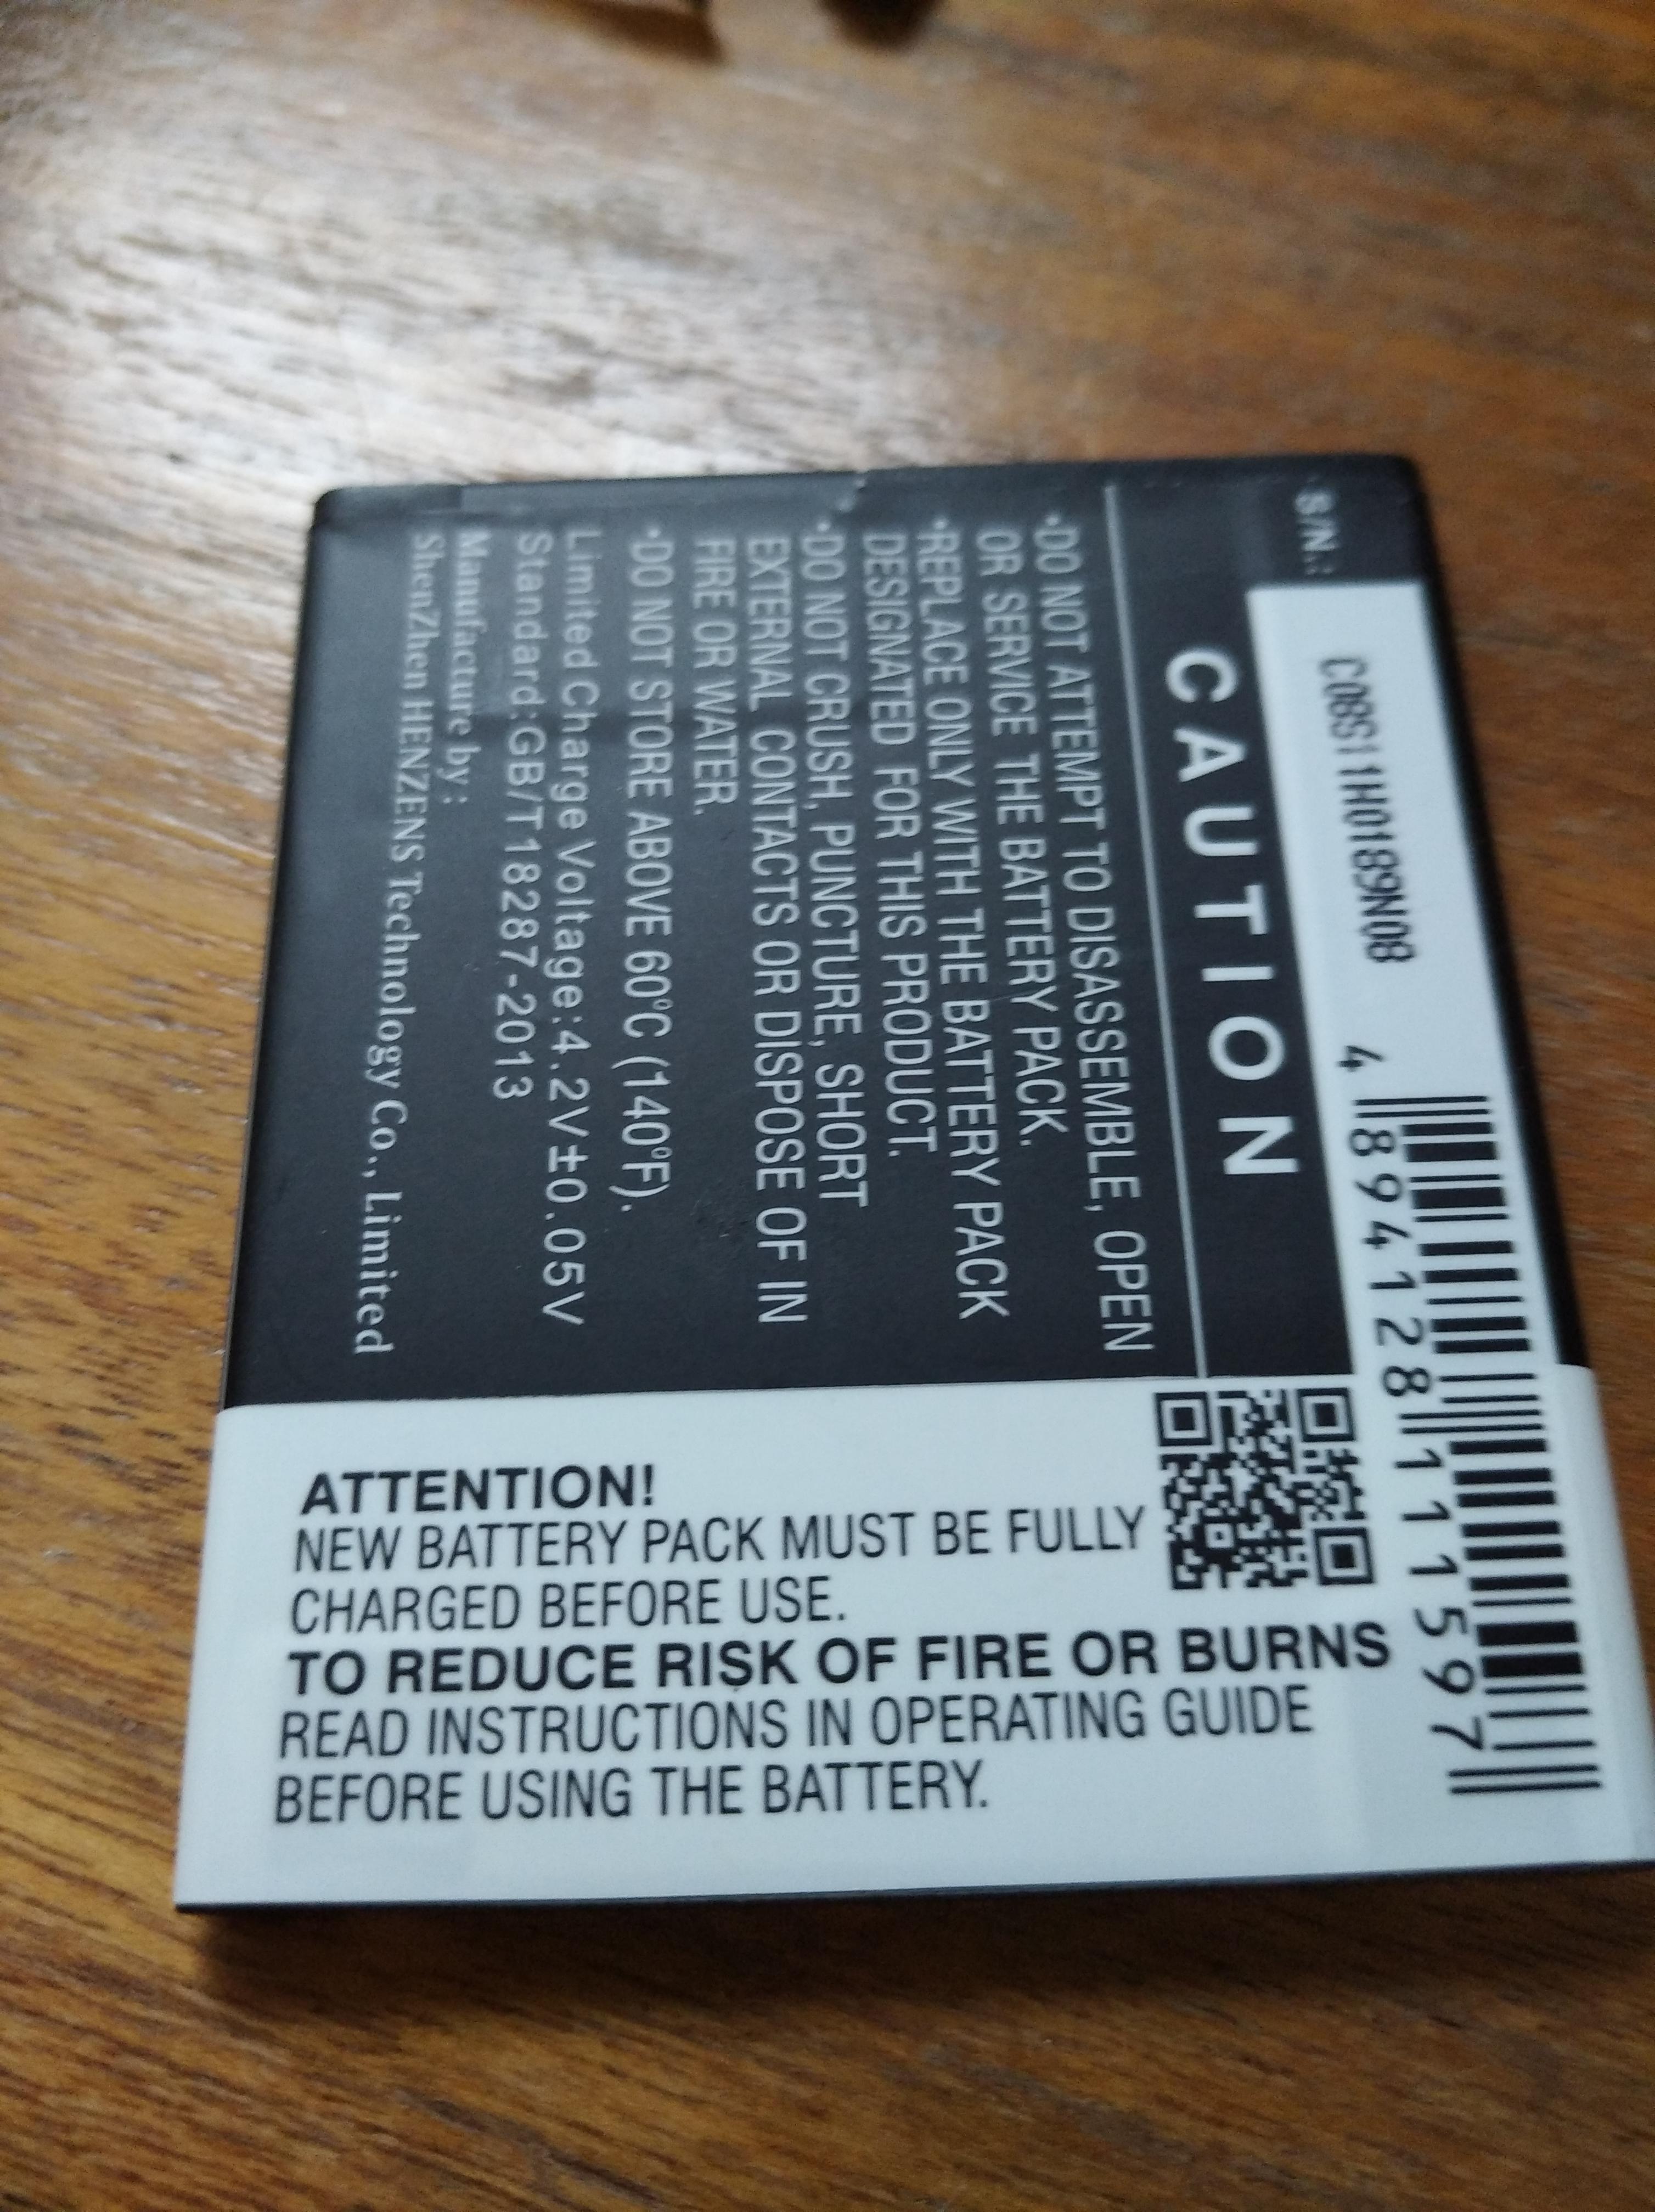 S/N.:
C08S11H0189N08
4 894128 111597
CAUTION
·DO NOT ATTEMPT TO DISASSEMBLE, OPEN
OR SERVICE THE BATTERY PACK.
·REPLACE ONLY WITH THE BATTERY PACK
DESIGNATED FOR THIS PRODUCT.
·DO NOT CRUSH, PUNCTURE, SHORT
EXTERNAL CONTACTS OR DISPOSE OF IN
FIRE OR WATER.
·DO NOT STORE ABOVE 60°C (140°F).
Limited Charge Voltage:4.2V±0.05V
Standard:GB/T18287-2013
Manufacture by:
ShenZhen HENZENS Technology Co., Limited
ATTENTION!
NEW BATTERY PACK MUST BE FULLY
CHARGED BEFORE USE.
TO REDUCE RISK OF FIRE OR BURNS
READ INSTRUCTIONS IN OPERATING GUIDE
BEFORE USING THE BATTERY.